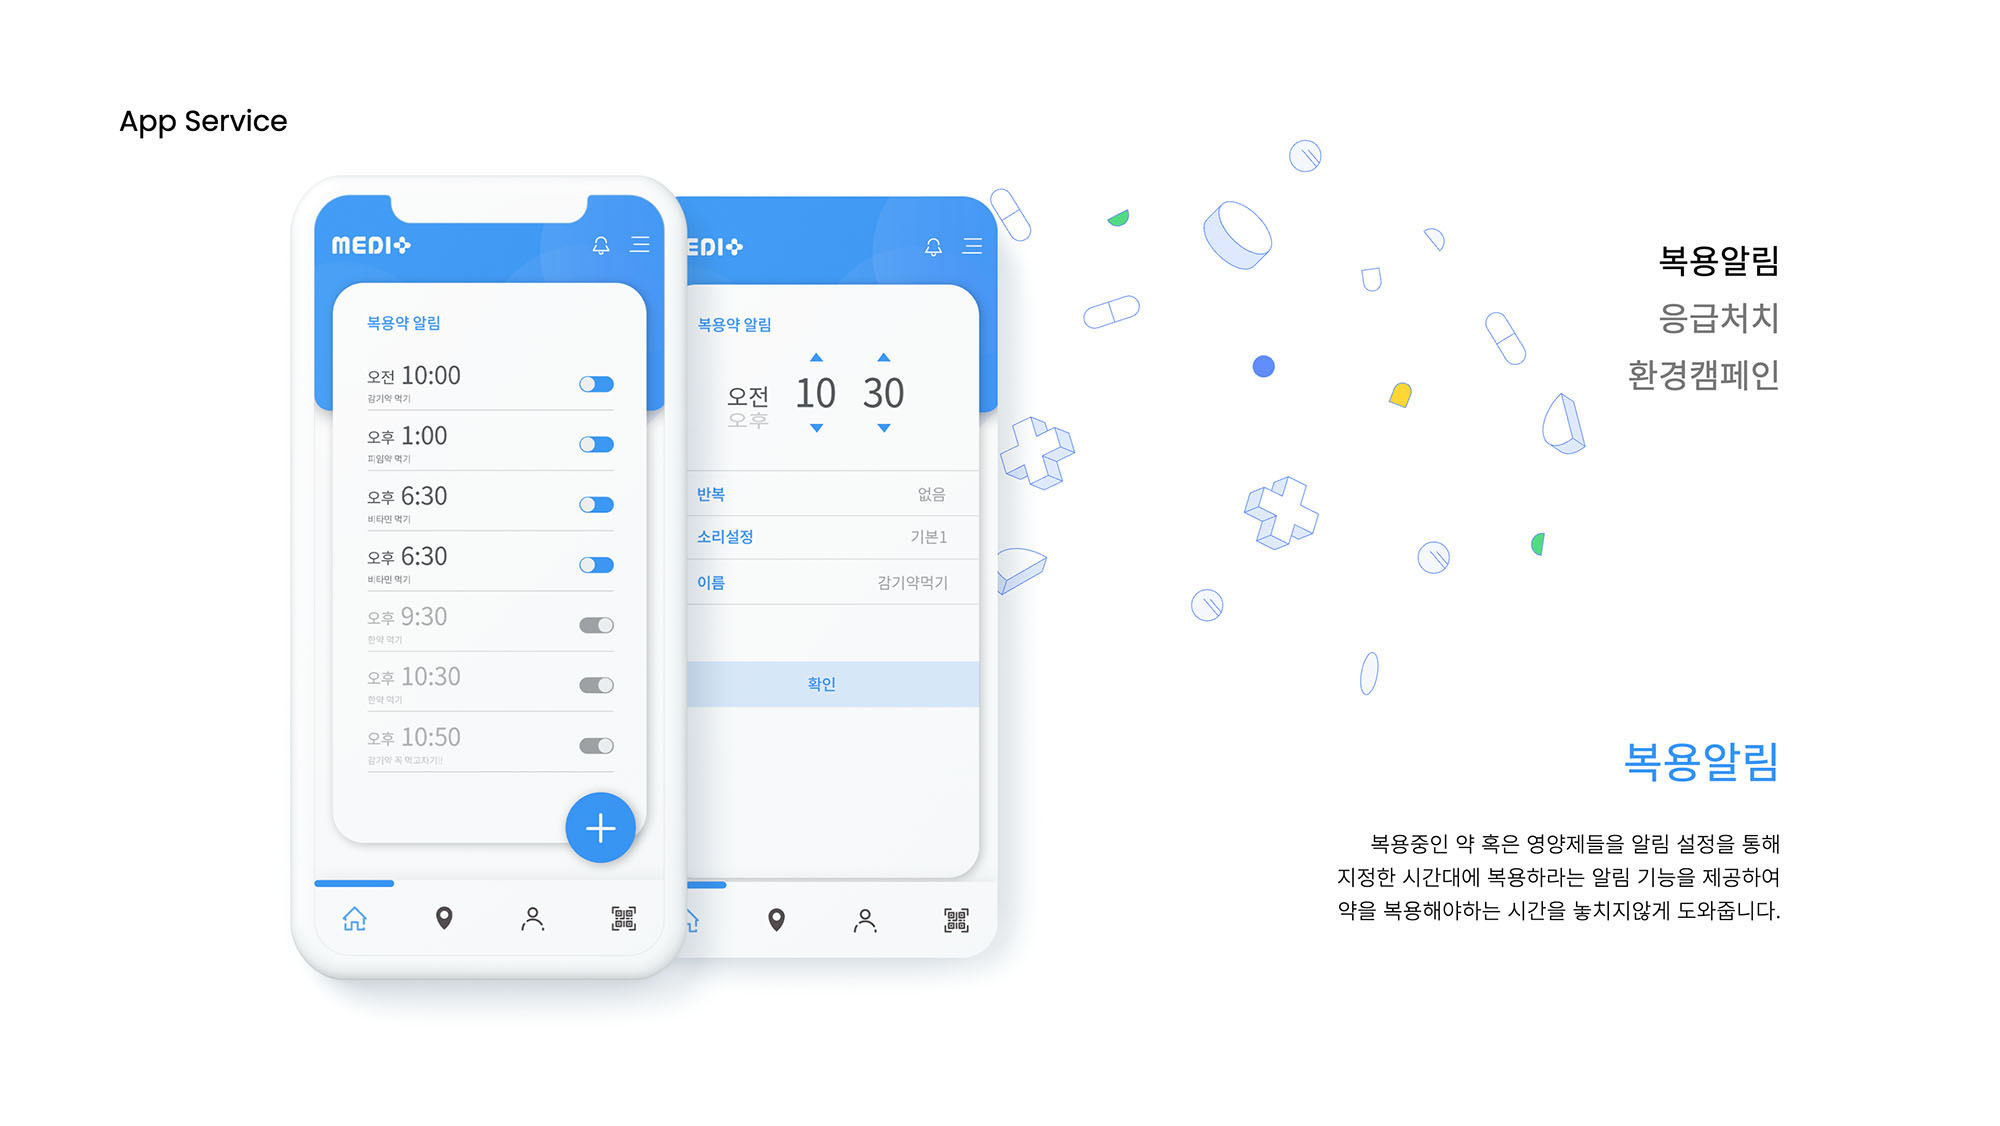 App Service
MEDI
복용약 알림
오전 10:00
감기약 먹기
오후 1:00
피임약 먹기
오후 6:30
비타민 먹기
오후 6:30
비타민 먹기
오후 9:30
한약 먹기
오후 10:30
한약 먹기
오후 10:50
감기약 꼭 먹고자기!!
EDI
복용약 알림
오전 10 30
오후
반복 없음
소리설정 기본1
이름 감기약먹기
확인
복용알림
응급처치
환경캠페인
복용알림
복용중인 약 혹은 영양제들을 알림 설정을 통해
지정한 시간대에 복용하라는 알림 기능을 제공하여
약을 복용해야하는 시간을 놓치지않게 도와줍니다.